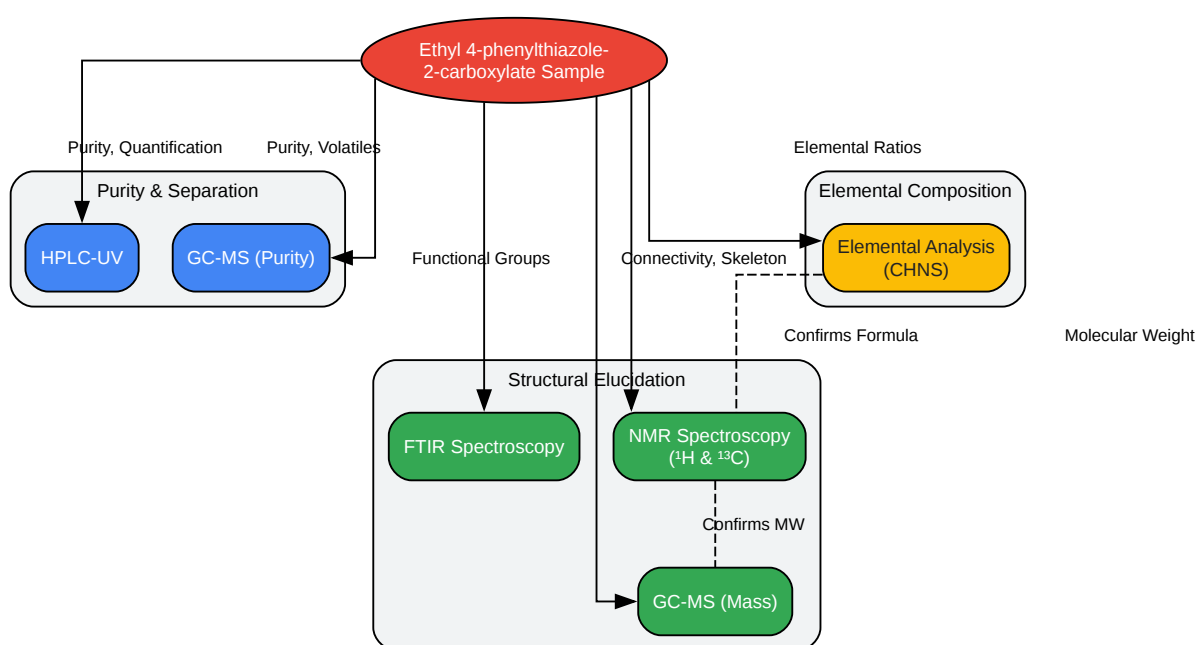 Ethyl 4-phenylthiazole-
2-carboxylate Sample
Purity, Quantification
Purity, Volatiles
Elemental Ratios
Purity & Separation
Elemental Composition
HPLC-UV
GC-MS (Purity)
Functional Groups
Connectivity, Skeleton
Elemental Analysis
(CHNS)
Confirms Formula
Molecular Weight
Structural Elucidation
FTIR Spectroscopy
NMR Spectroscopy
(¹H & ¹³C)
Confirms MW
GC-MS (Mass)